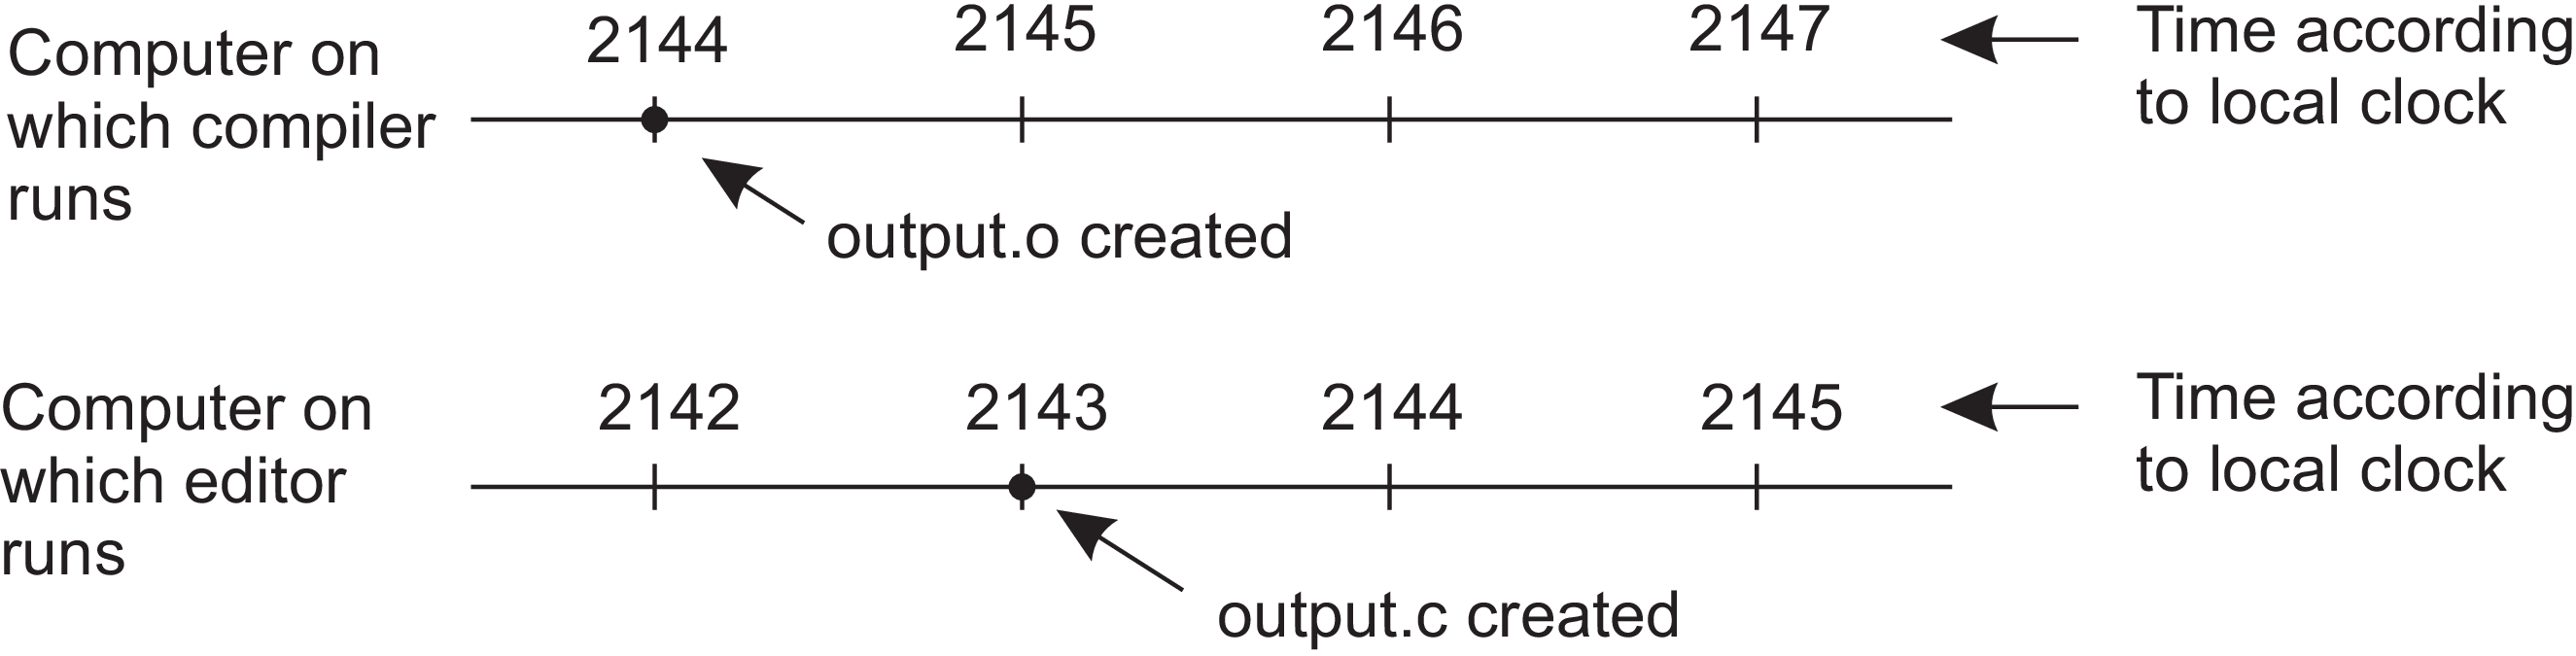 Computer on
which compiler
runs
2144
2145
2146
2147
Time according
to local clock
output.o created
Computer on
which editor
runs
2142
2143
2144
2145
Time according
to local clock
output.c created